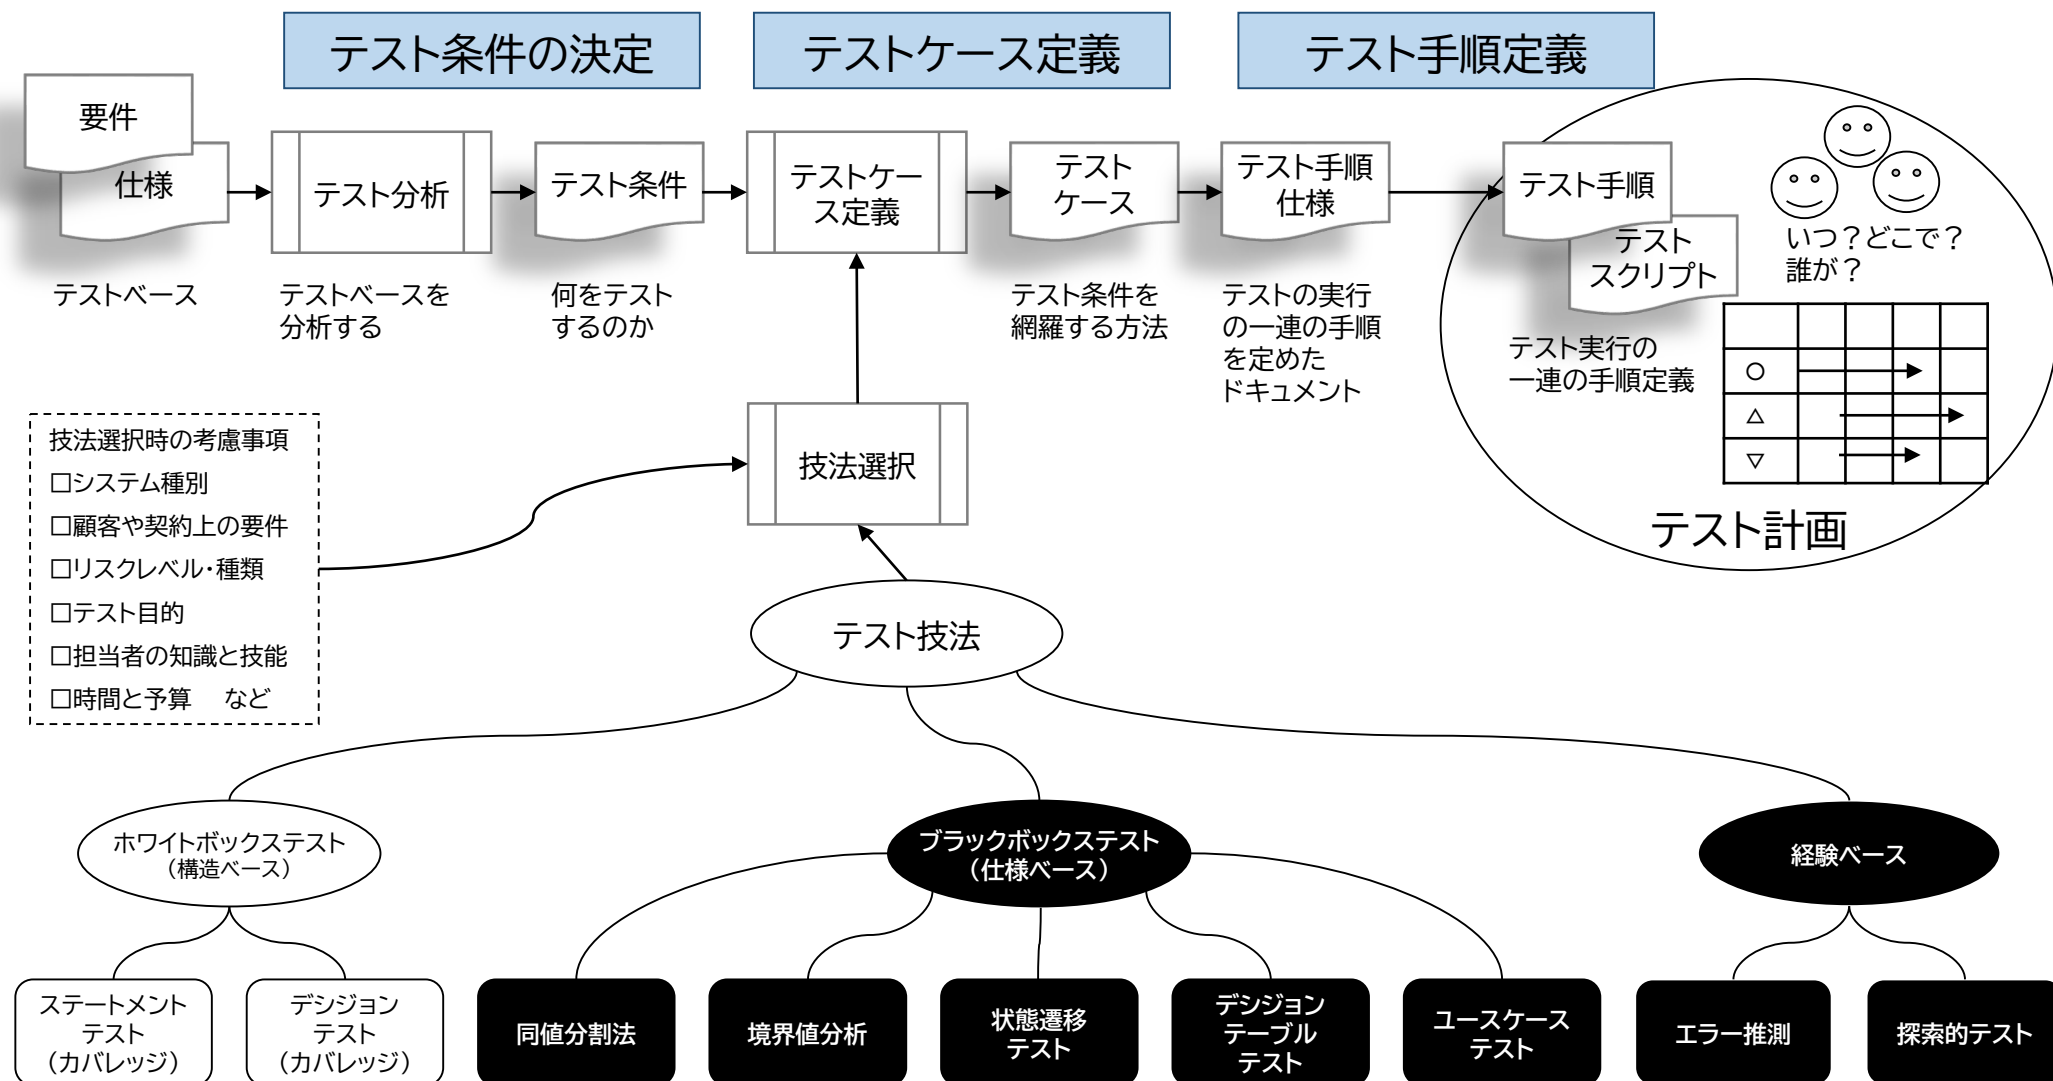 テスト条件の決定
テストケース定義
テスト手順定義
要件
仕様
テスト分析
テスト条件
テストケー
ス定義
テスト
ケース
テスト手順
仕様
テスト手順
テスト
スクリプト
いつ？どこで？
誰が？
テストベース
テストベースを
分析する
何をテスト
するのか
テスト条件を
網羅する方法
テストの実行
の一連の手順
を定めた
ドキュメント
テスト実行の
一連の手順定義
○
△
▽
テスト計画
技法選択時の考慮事項
□システム種別
□顧客や契約上の要件
□リスクレベル・種類
□テスト目的
□担当者の知識と技能
□時間と予算　など
技法選択
テスト技法
ホワイトボックステスト
（構造ベース）
ブラックボックステスト
（仕様ベース）
経験ベース
ステートメント
テスト
（カバレッジ）
デシジョン
テスト
（カバレッジ）
同値分割法
境界値分析
状態遷移
テスト
デシジョン
テーブル
テスト
ユースケース
テスト
エラー推測
探索的テスト